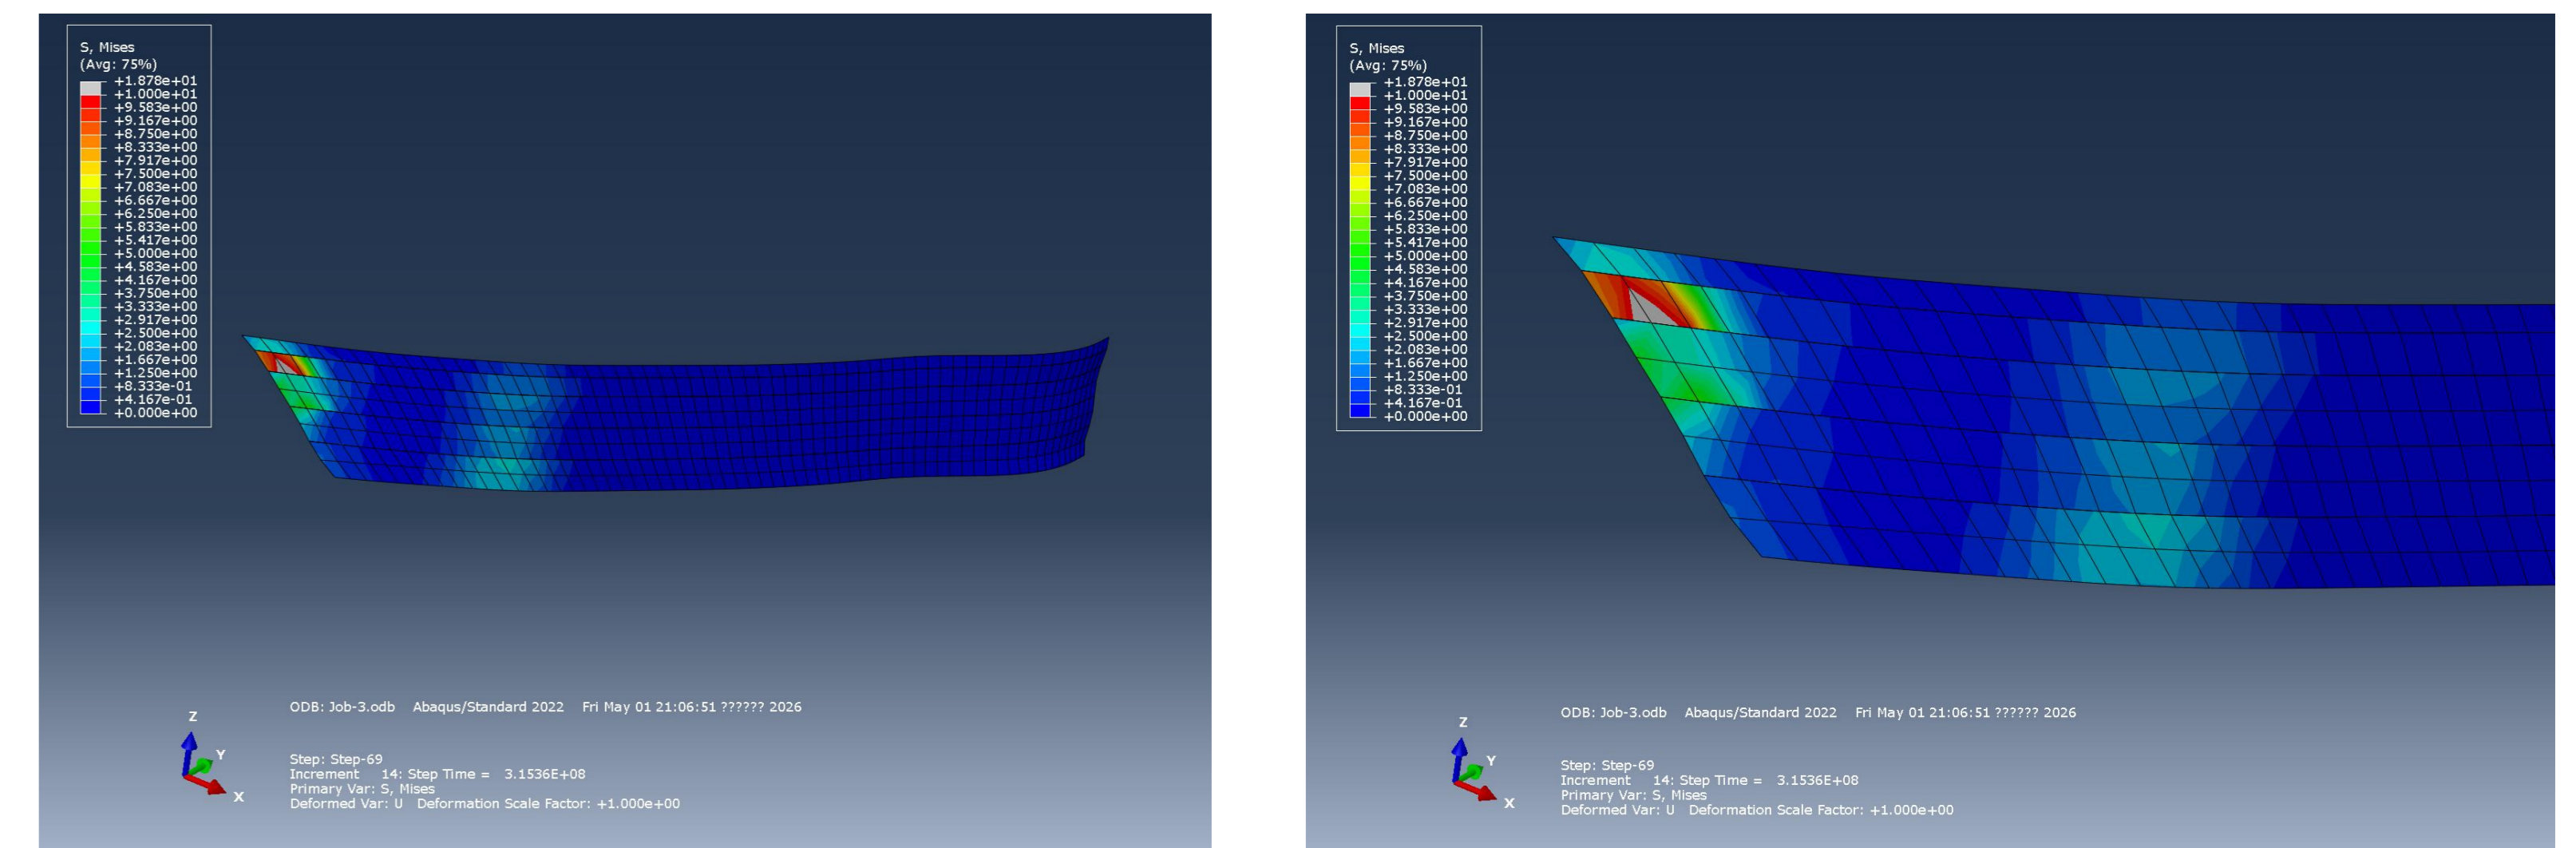 S, Mises
(Avg: 75%)
+1.878e+01
+1.000e+01
+9.583e+00
+9.167e+00
+8.750e+00
+8.333e+00
+7.917e+00
+7.500e+00
+7.083e+00
+6.667e+00
+6.250e+00
+5.833e+00
+5.417e+00
+5.000e+00
+4.583e+00
+4.167e+00
+3.750e+00
+3.333e+00
+2.917e+00
+2.500e+00
+2.083e+00
+1.667e+00
+1.250e+00
+8.333e-01
+4.167e-01
+0.000e+00
Z
Y
X
ODB: Job-3.odb    Abaqus/Standard 2022    Fri May 01 21:06:51 ?????? 2026
Step: Step-69
Increment    14: Step Time =    3.1536E+08
Primary Var: S, Mises
Deformed Var: U    Deformation Scale Factor: +1.000e+00
S, Mises
(Avg: 75%)
+1.878e+01
+1.000e+01
+9.583e+00
+9.167e+00
+8.750e+00
+8.333e+00
+7.917e+00
+7.500e+00
+7.083e+00
+6.667e+00
+6.250e+00
+5.833e+00
+5.417e+00
+5.000e+00
+4.583e+00
+4.167e+00
+3.750e+00
+3.333e+00
+2.917e+00
+2.500e+00
+2.083e+00
+1.667e+00
+1.250e+00
+8.333e-01
+4.167e-01
+0.000e+00
Z
Y
X
ODB: Job-3.odb    Abaqus/Standard 2022    Fri May 01 21:06:51 ?????? 2026
Step: Step-69
Increment    14: Step Time =    3.1536E+08
Primary Var: S, Mises
Deformed Var: U    Deformation Scale Factor: +1.000e+00